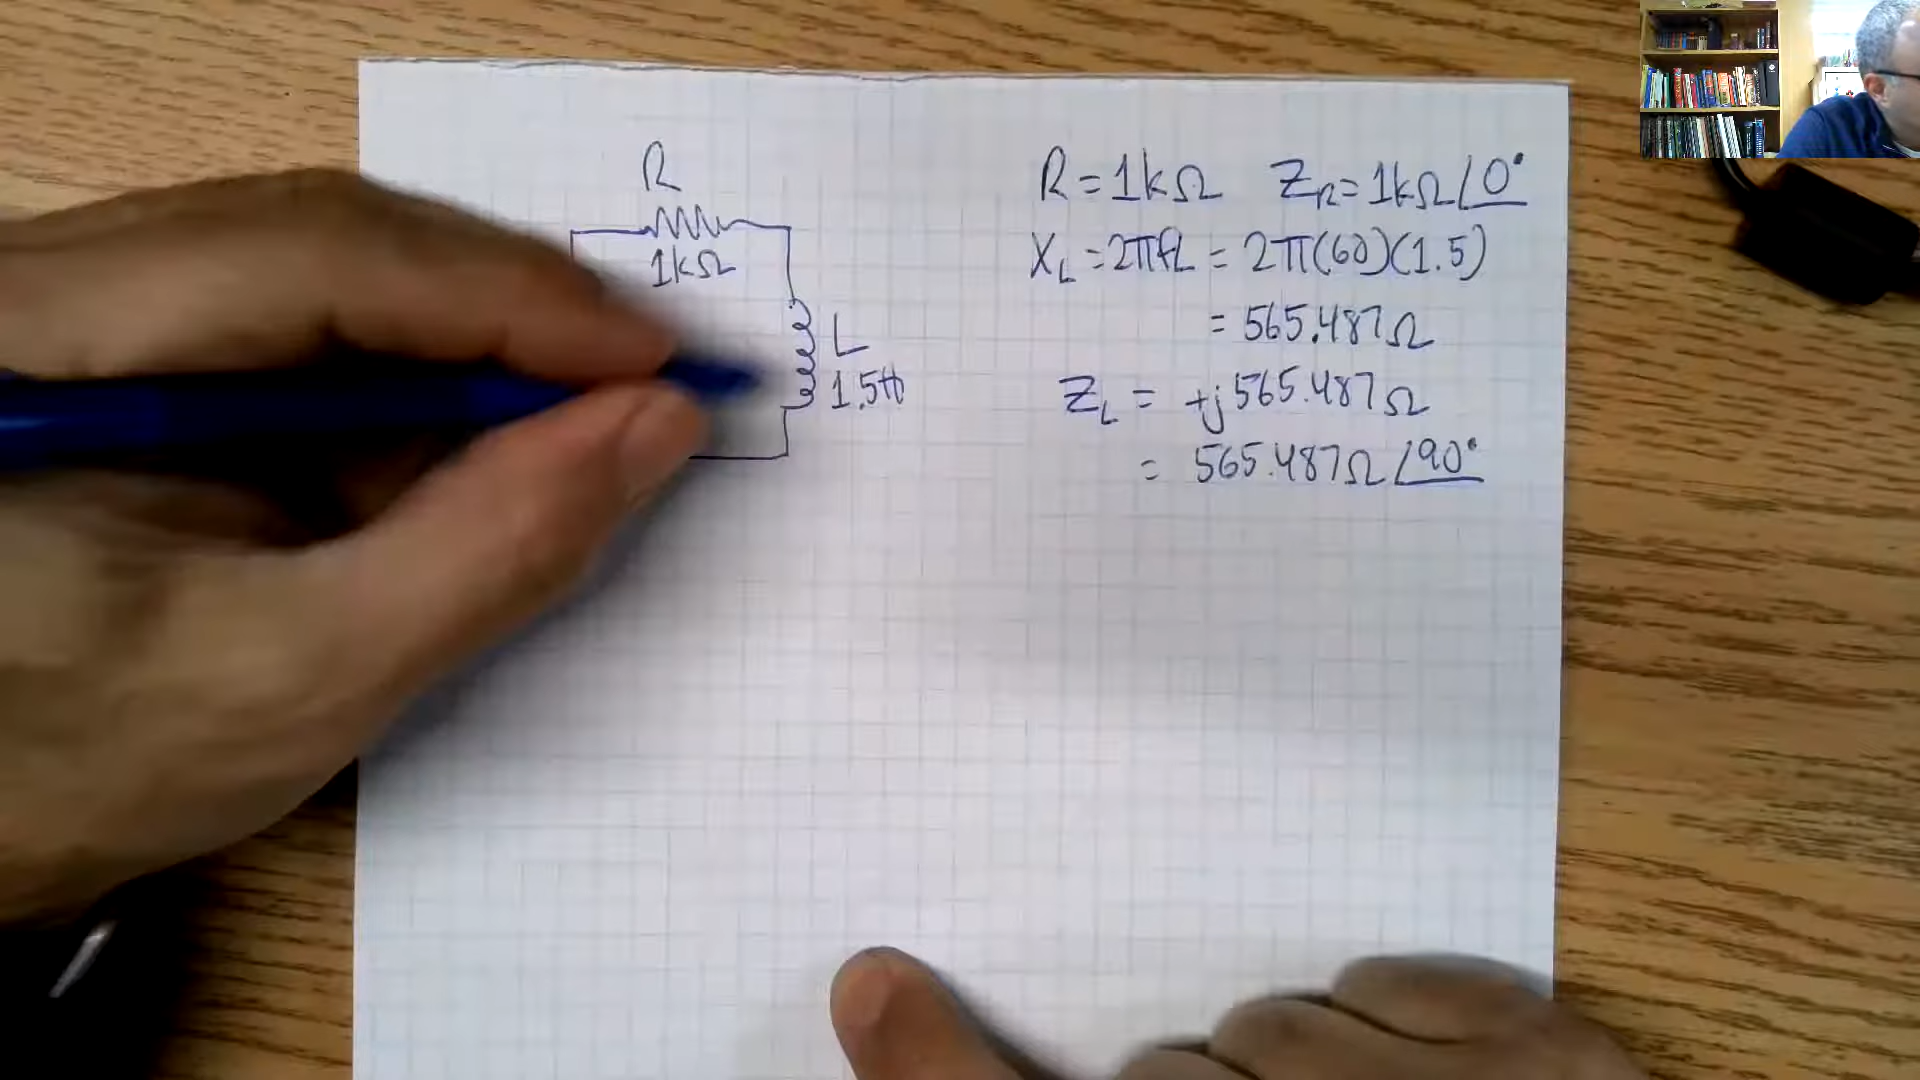 R
1kΩ
L
1.5H
R = 1kΩ Z_R = 1kΩ∠0°
X_L = 2πfL = 2π(60)(1.5)
= 565.487Ω
Z_L = +j565.487Ω
= 565.487Ω∠90°